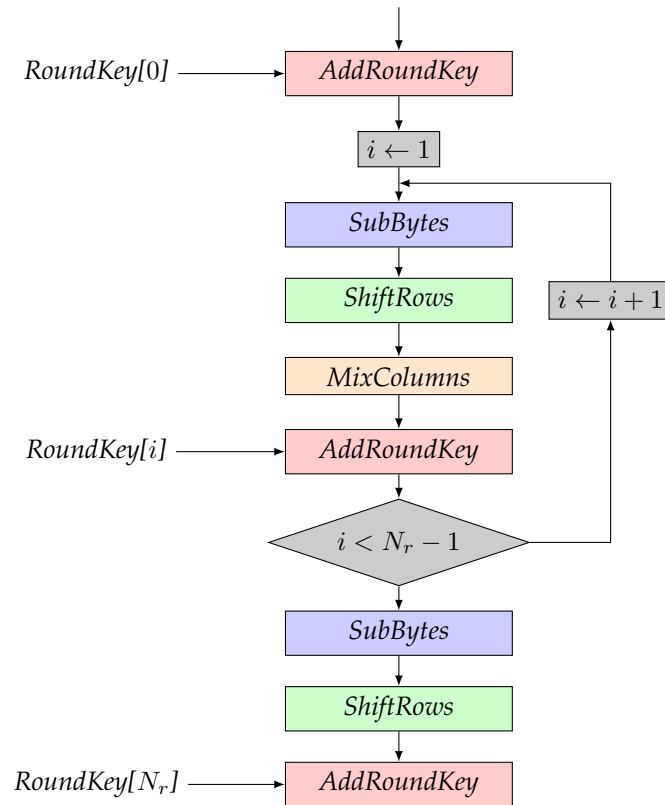 RoundKey[0]
AddRoundKey
i ← 1
SubBytes
ShiftRows
i ← i + 1
MixColumns
RoundKey[i]
AddRoundKey
i < N_r − 1
SubBytes
ShiftRows
RoundKey[N_r]
AddRoundKey